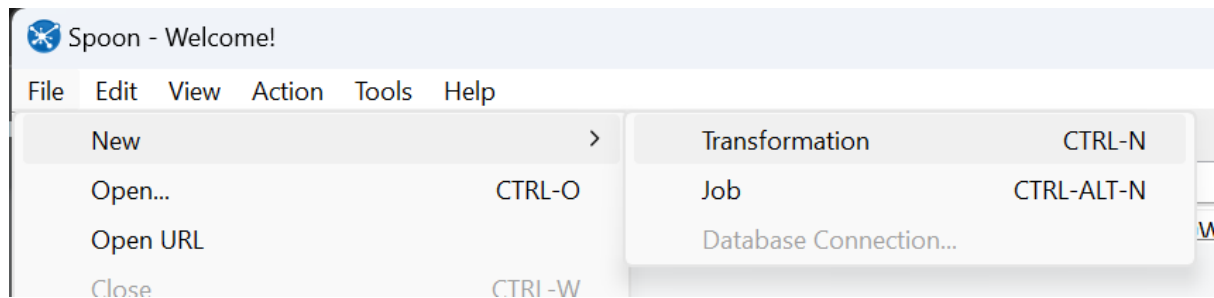 Spoon - Welcome!
File Edit View Action Tools Help
New
Transformation CTRL-N
Open... CTRL-O
Job CTRL-ALT-N
Open URL
Database Connection...
Close CTRL-W